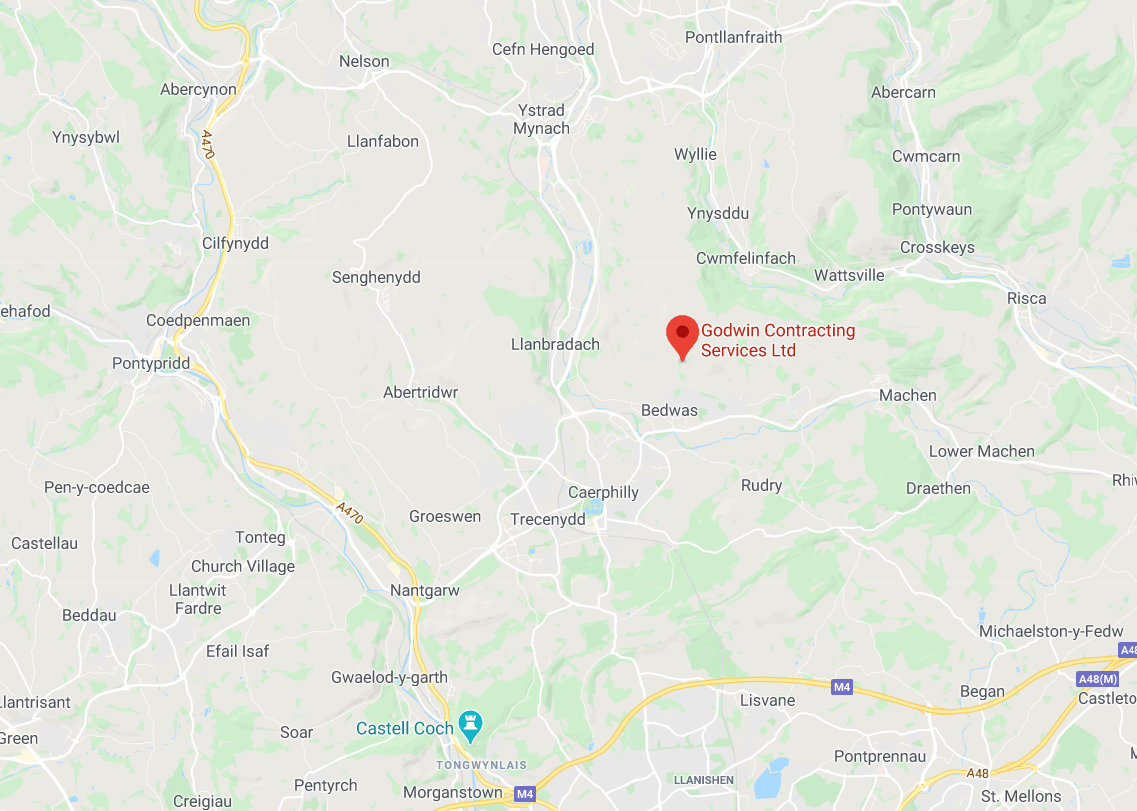 Pontllanfraith
Cefn Hengoed
Nelson
Abercynon
Abercarn
Ystrad
Mynach
Ynysybwl
A470
Llanfabon
Wyllie
Cwmcarn
Ynysddu
Pontywaun
Cilfynydd
Crosskeys
Cwmfelinfach
Senghenydd
Wattsville
Risca
ehafod
Coedpenmaen
Godwin Contracting
Services Ltd
Llanbradach
Pontypridd
Abertridwr
Machen
Bedwas
Lower Machen
Rhiw
Pen-y-coedcae
Rudry
Draethen
Caerphilly
A470
Groeswen
Trecenydd
Castellau
Tonteg
Church Village
Llantwit
Fardre
Nantgarw
Beddau
Michaelston-y-Fedw
Efail Isaf
A48
Gwaelod-y-garth
M4
A48(M)
Lisvane
Began
Castleto
Llantrisant
Castell Coch
Soar
Green
Pontprennau
TONGWYNLAIS
A48
LLANISHEN
Pentyrch
Morganstown
M4
St. Mellons
Creigiau